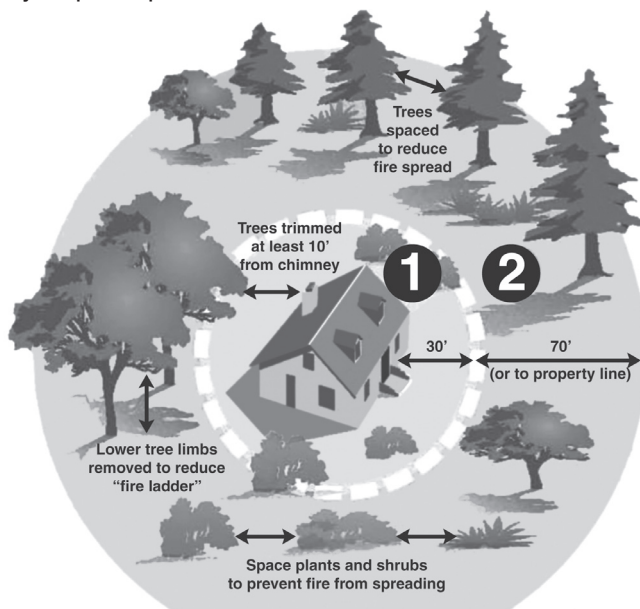 Trees
spaced
to reduce
fire spread
Trees trimmed
at least 10’
from chimney
1
2
30’
70’
(or to property line)
Lower tree limbs
removed to reduce
“fire ladder”
Space plants and shrubs
to prevent fire from spreading